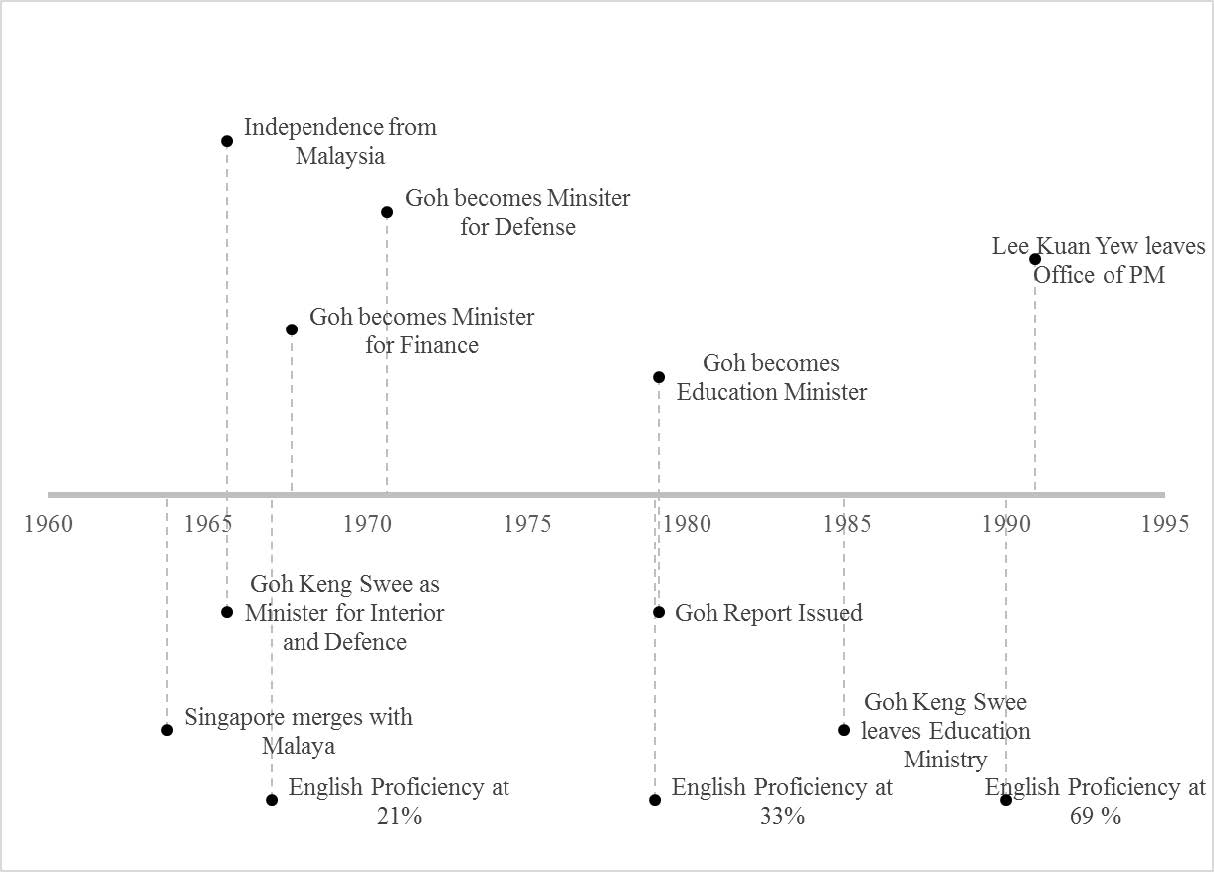 Independence from
Malaysia
Goh becomes Minsiter
for Defense
Lee Kuan Yew leaves
Office of PM
Goh becomes Minister
for Finance
Goh becomes
Education Minister
1960 1965 1970 1975 1980 1985 1990 1995
Goh Keng Swee as
Minister for Interior
and Defence
Goh Report Issued
Singapore merges with
Malaya
Goh Keng Swee
leaves Education
Ministry
English Proficiency at
21%
English Proficiency at
33%
English Proficiency at
69 %